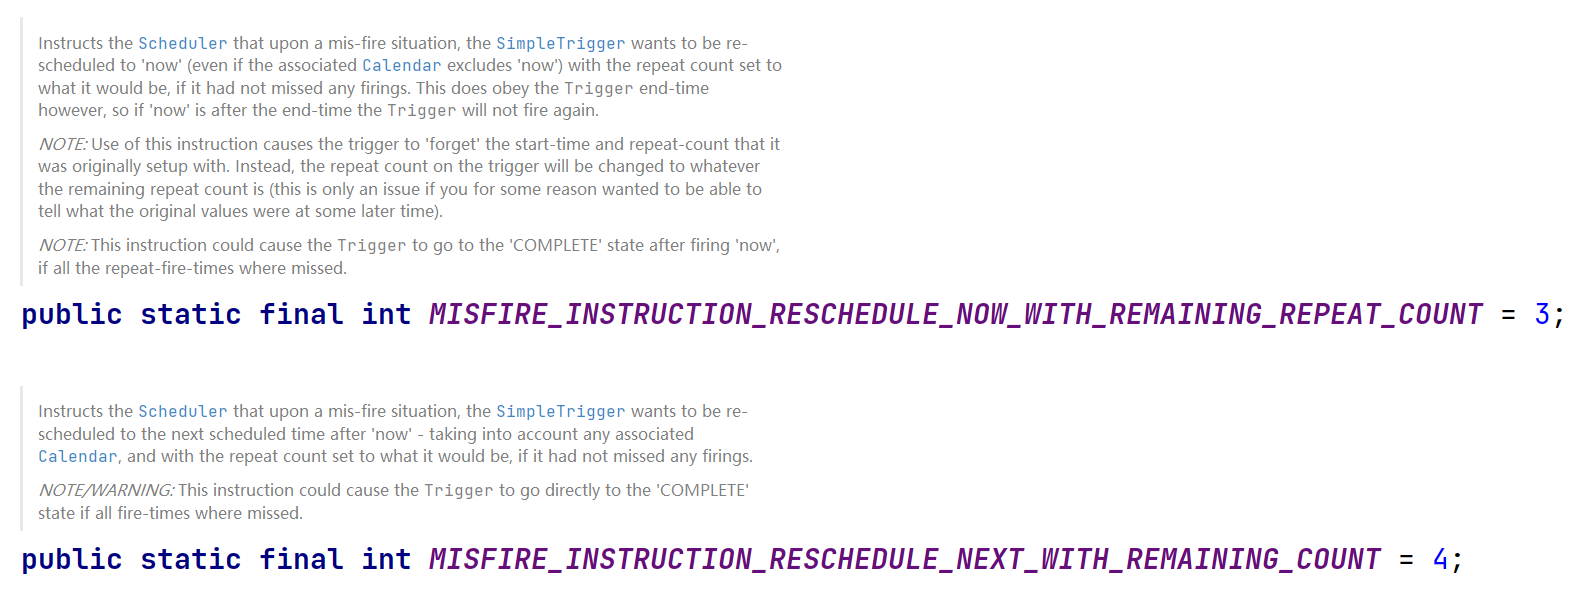 Instructs the Scheduler that upon a mis-fire situation, the SimpleTrigger wants to be re-
scheduled to 'now' (even if the associated Calendar excludes 'now') with the repeat count set to
what it would be, if it had not missed any firings. This does obey the Trigger end-time
however, so if 'now' is after the end-time the Trigger will not fire again.
NOTE: Use of this instruction causes the trigger to 'forget' the start-time and repeat-count that it
was originally setup with. Instead, the repeat count on the trigger will be changed to whatever
the remaining repeat count is (this is only an issue if you for some reason wanted to be able to
tell what the original values were at some later time).
NOTE: This instruction could cause the Trigger to go to the 'COMPLETE' state after firing 'now',
if all the repeat-fire-times where missed.
public static final int MISFIRE_INSTRUCTION_RESCHEDULE_NOW_WITH_REMAINING_REPEAT_COUNT = 3;
Instructs the Scheduler that upon a mis-fire situation, the SimpleTrigger wants to be re-
scheduled to the next scheduled time after 'now' - taking into account any associated
Calendar, and with the repeat count set to what it would be, if it had not missed any firings.
NOTE/WARNING: This instruction could cause the Trigger to go directly to the 'COMPLETE'
state if all fire-times where missed.
public static final int MISFIRE_INSTRUCTION_RESCHEDULE_NEXT_WITH_REMAINING_COUNT = 4;